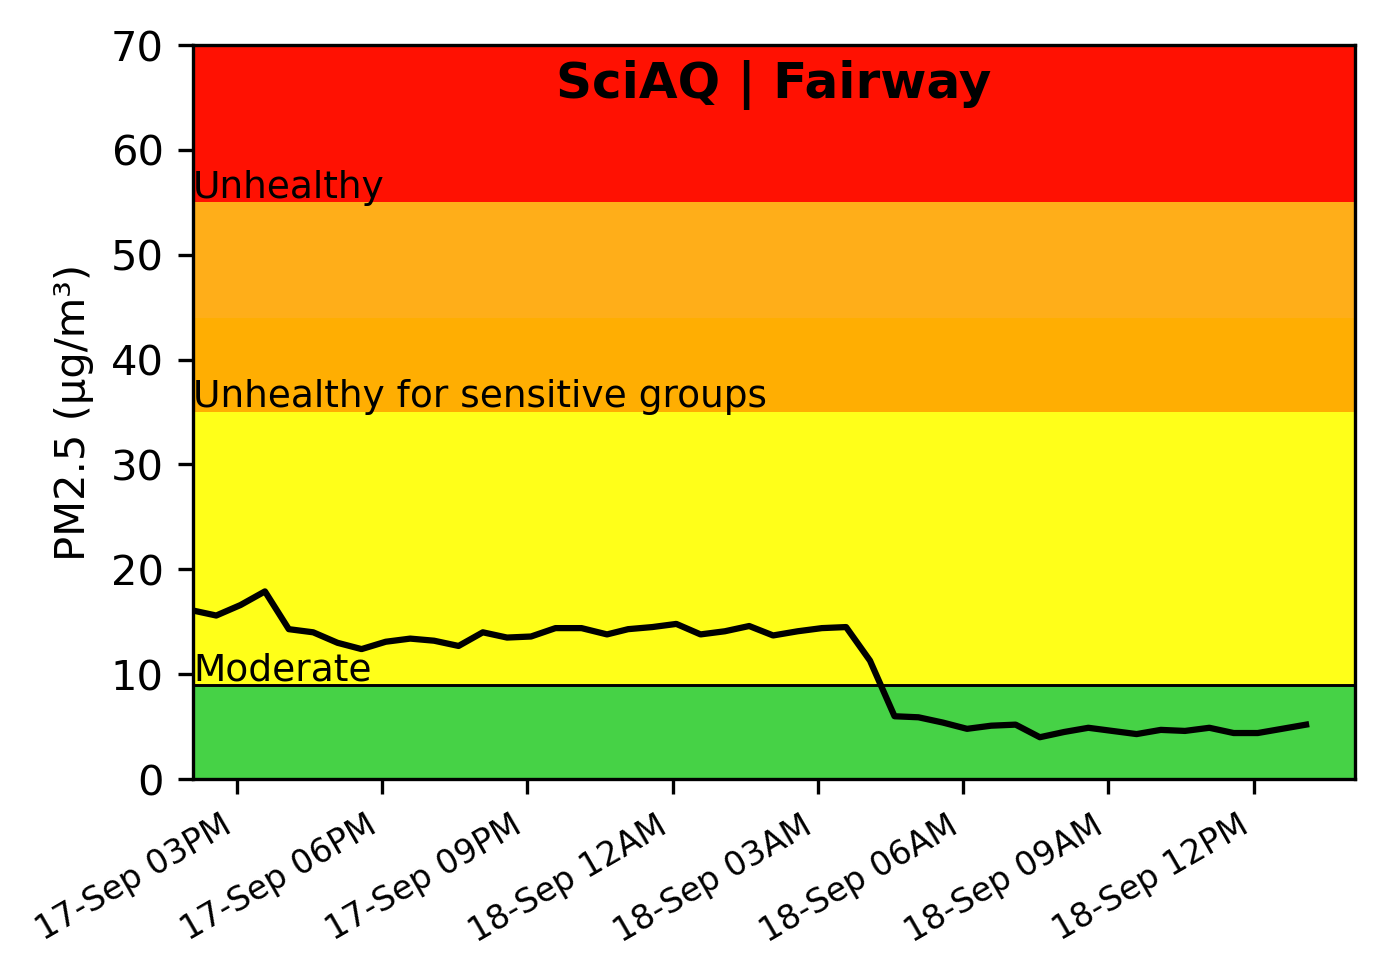 SciAQ | Fairway
70
60
50
40
30
20
10
0
PM2.5 (µg/m³)
Unhealthy
Unhealthy for sensitive groups
Moderate
17-Sep 03PM
17-Sep 06PM
17-Sep 09PM
18-Sep 12AM
18-Sep 03AM
18-Sep 06AM
18-Sep 09AM
18-Sep 12PM